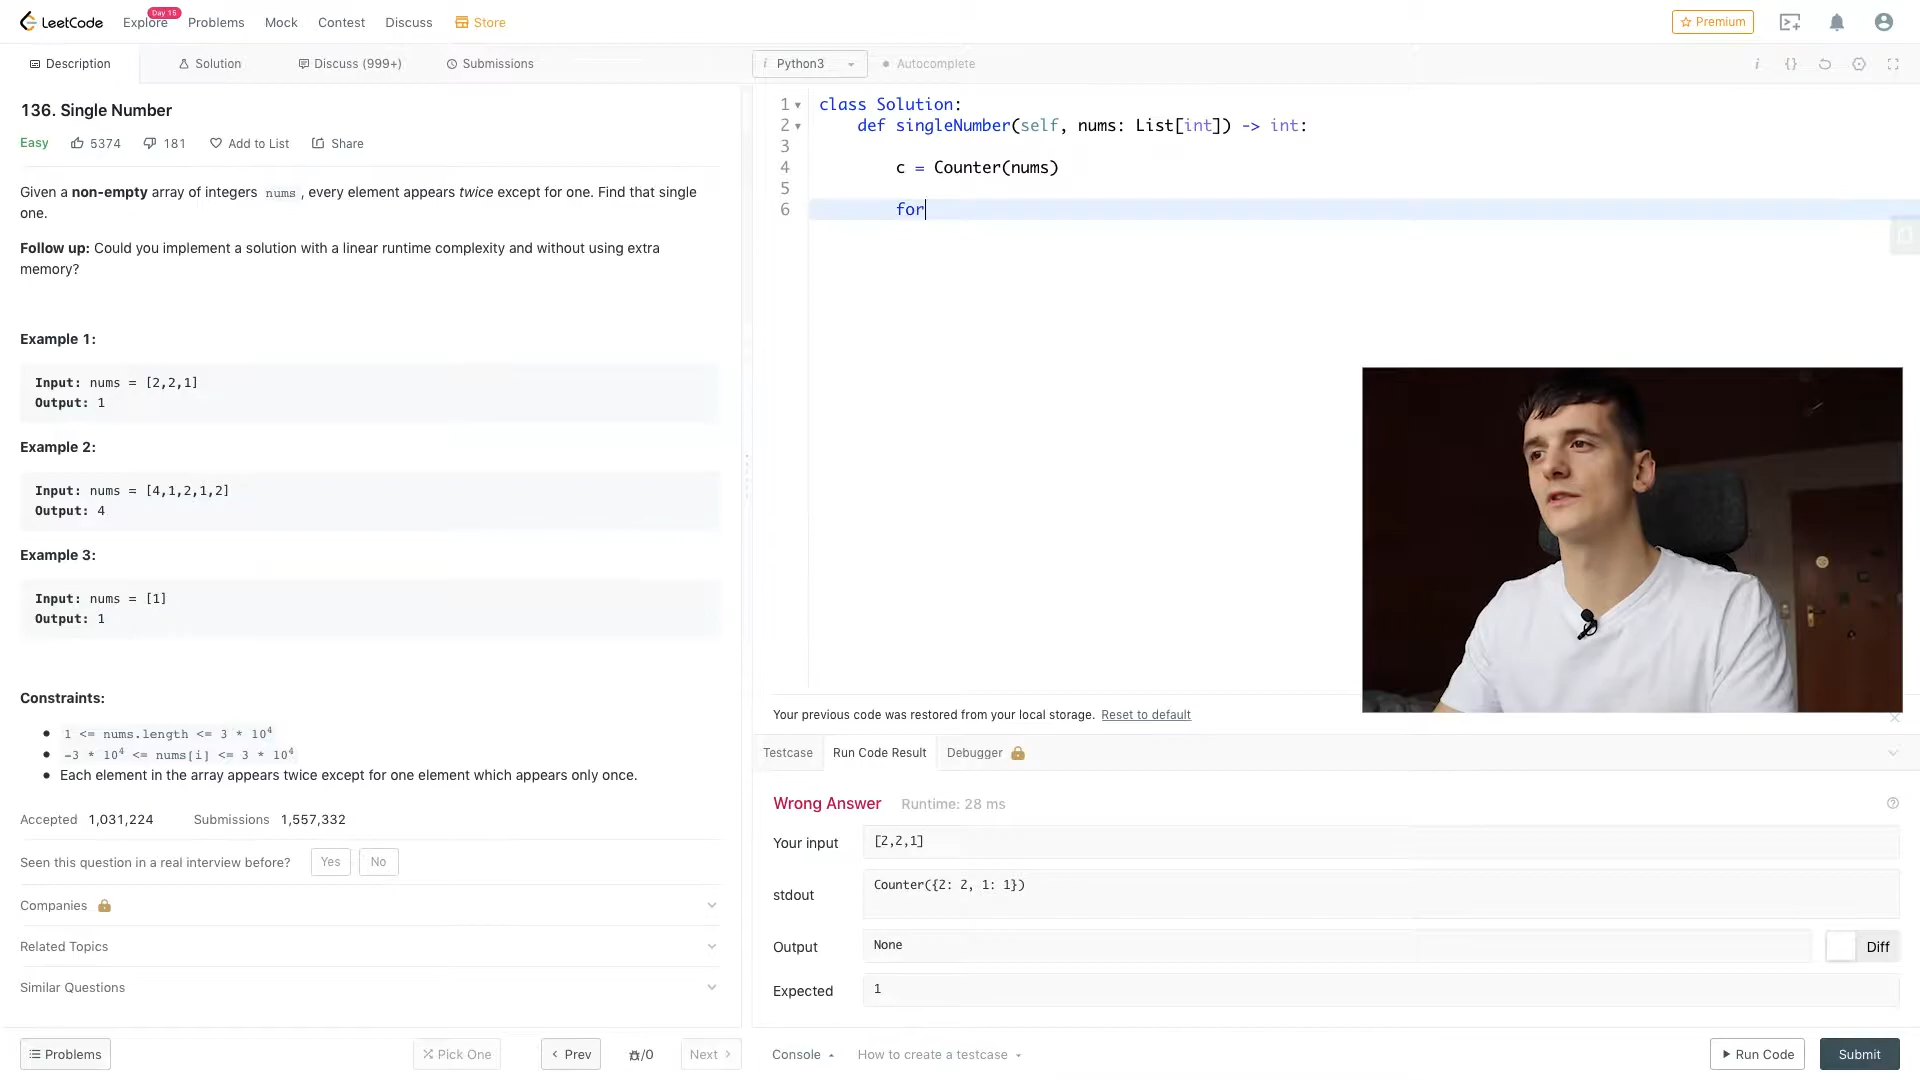 LeetCode
Explore
Day 15
Problems
Mock
Contest
Discuss
Store
Premium
Description
Solution
Discuss (999+)
Submissions
i Python3
Autocomplete
i {}
136. Single Number
Easy 5374 181 Add to List Share
Given a non-empty array of integers nums , every element appears twice except for one. Find that single
one.
Follow up: Could you implement a solution with a linear runtime complexity and without using extra
memory?
Example 1:
Input: nums = [2,2,1]
Output: 1
Example 2:
Input: nums = [4,1,2,1,2]
Output: 4
Example 3:
Input: nums = [1]
Output: 1
Constraints:
1 <= nums.length <= 3 * 10⁴
-3 * 10⁴ <= nums[i] <= 3 * 10⁴
Each element in the array appears twice except for one element which appears only once.
Accepted 1,031,224 Submissions 1,557,332
Seen this question in a real interview before? Yes No
Companies
Related Topics
Similar Questions
Problems
Pick One
Prev
/0
Next
1 class Solution:
2 def singleNumber(self, nums: List[int]) -> int:
3
4 c = Counter(nums)
5
6 for
Your previous code was restored from your local storage. Reset to default
Testcase Run Code Result Debugger
Wrong Answer Runtime: 28 ms
Your input [2,2,1]
stdout Counter({2: 2, 1: 1})
Output None Diff
Expected 1
Console How to create a testcase
Run Code
Submit